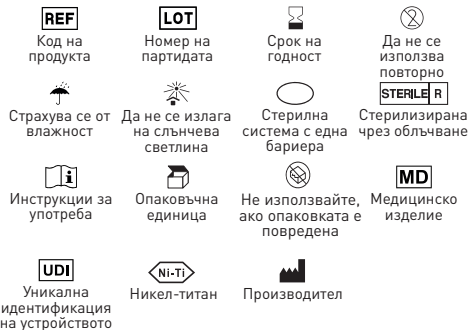 REF
Код на
продукта
LOT
Номер на
партидата
Срок на
годност
2
Да не се
използва
повторно
Страхува се от
влажност
Да не се излага
на слънчева
светлина
Стерилна
система с една
бариера
STERILE R
Стерилизирана
чрез облъчване
i
Инструкции за
употреба
Опаковъчна
единица
Не използвайте,
ако опаковката е
повредена
MD
Медицинско
изделие
UDI
Уникална
идентификация
на устройството
Ni-Ti
Никел-титан
Производител